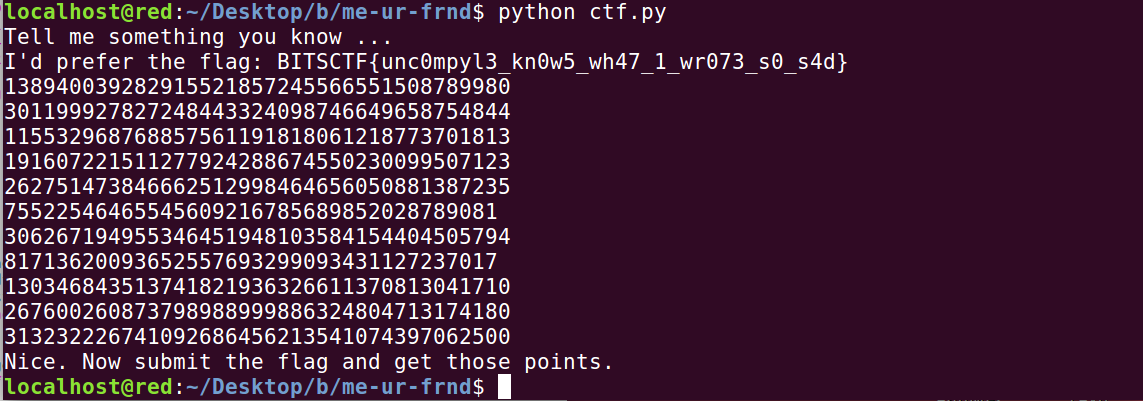 localhost@red:~/Desktop/b/me-ur-frnd$ python ctf.py
Tell me something you know ...
I'd prefer the flag: BITSCTF{unc0mpyl3_kn0w5_wh47_1_wr073_s0_s4d}
138940039282915521857245566551508789980
301199927827248443324098746649658754844
115532968768857561191818061218773701813
191607221511277924288674550230099507123
262751473846662512998464656050881387235
75522546465545609216785689852028789081
306267194955346451948103584154404505794
81713620093652557693299093431127237017
130346843513741821936326611370813041710
267600260873798988999886324804713174180
313232226741092686456213541074397062500
Nice. Now submit the flag and get those points.
localhost@red:~/Desktop/b/me-ur-frnd$